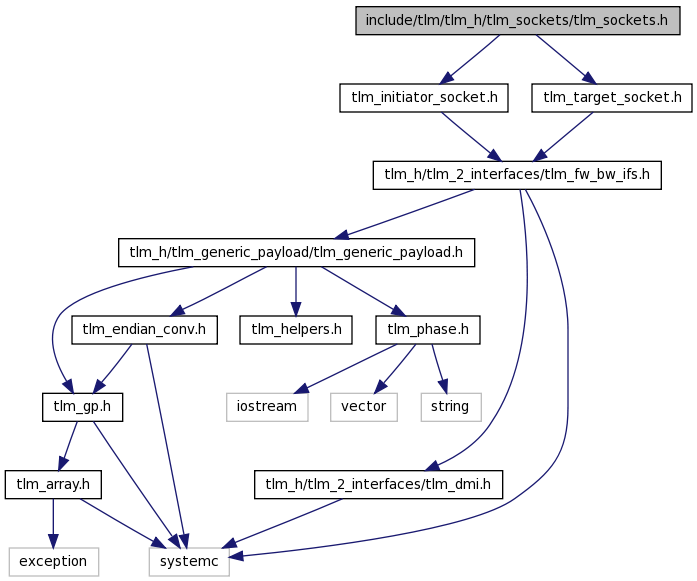 include/tlm/tlm_h/tlm_sockets/tlm_sockets.h
tlm_initiator_socket.h
tlm_target_socket.h
tlm_h/tlm_2_interfaces/tlm_fw_bw_ifs.h
tlm_h/tlm_generic_payload/tlm_generic_payload.h
tlm_endian_conv.h
tlm_helpers.h
tlm_phase.h
tlm_gp.h
iostream
vector
string
tlm_array.h
tlm_h/tlm_2_interfaces/tlm_dmi.h
exception
systemc